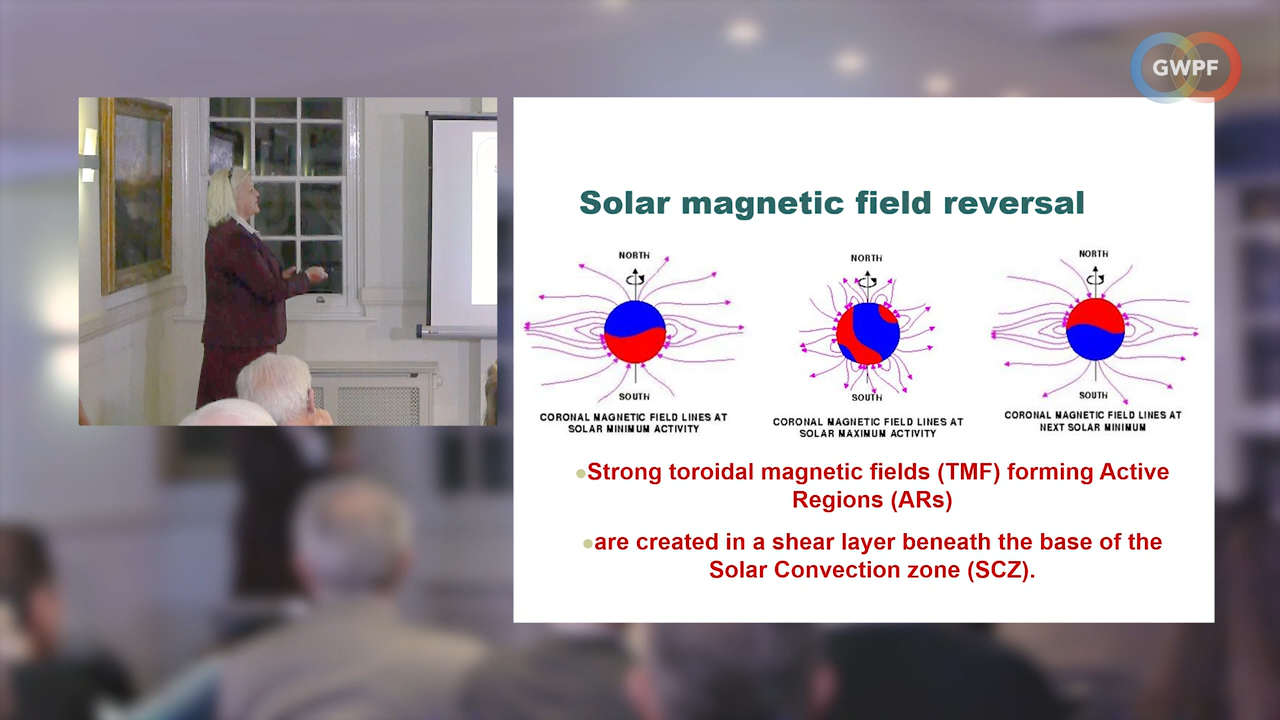 GWPF
Solar magnetic field reversal
NORTH
SOUTH
CORONAL MAGNETIC FIELD LINES AT
SOLAR MINIMUM ACTIVITY
NORTH
SOUTH
CORONAL MAGNETIC FIELD LINES AT
SOLAR MAXIMUM ACTIVITY
NORTH
SOUTH
CORONAL MAGNETIC FIELD LINES AT
NEXT SOLAR MINIMUM
•Strong toroidal magnetic fields (TMF) forming Active
Regions (ARs)
•are created in a shear layer beneath the base of the
Solar Convection zone (SCZ).